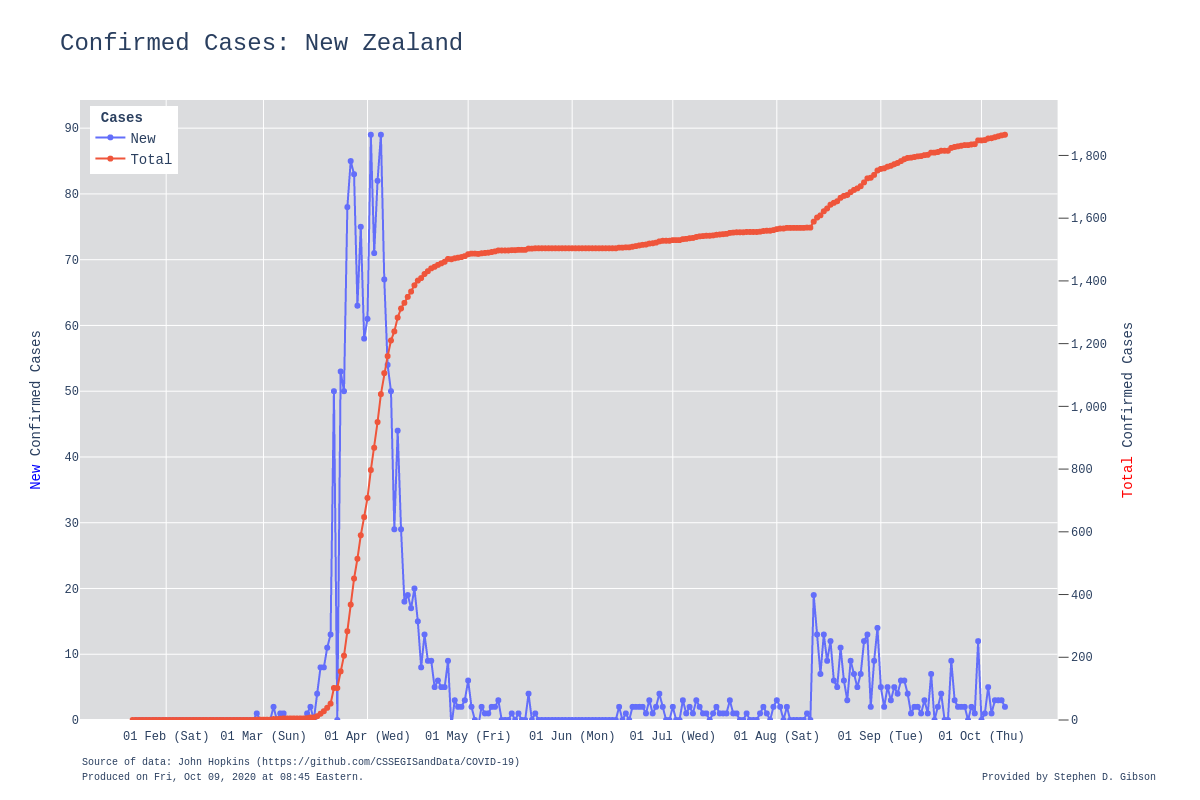 Confirmed Cases: New Zealand
Cases
New
Total
90
80
70
60
50
40
30
20
10
0
1,800
1,600
1,400
1,200
1,000
800
600
400
200
0
New Confirmed Cases
Total Confirmed Cases
01 Feb (Sat) 01 Mar (Sun) 01 Apr (Wed) 01 May (Fri) 01 Jun (Mon) 01 Jul (Wed) 01 Aug (Sat) 01 Sep (Tue) 01 Oct (Thu)
Source of data: John Hopkins (https://github.com/CSSEGISandData/COVID-19)
Produced on Fri, Oct 09, 2020 at 08:45 Eastern.
Provided by Stephen D. Gibson